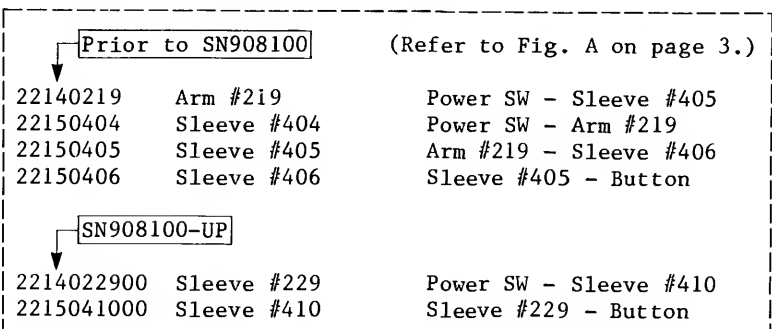 Prior to SN908100 (Refer to Fig. A on page 3.)
22140219 Arm #219 Power SW - Sleeve #405
22150404 Sleeve #404 Power SW - Arm #219
22150405 Sleeve #405 Arm #219 - Sleeve #406
22150406 Sleeve #406 Sleeve #405 - Button
SN908100-UP
2214022900 Sleeve #229 Power SW - Sleeve #410
2215041000 Sleeve #410 Sleeve #229 - Button